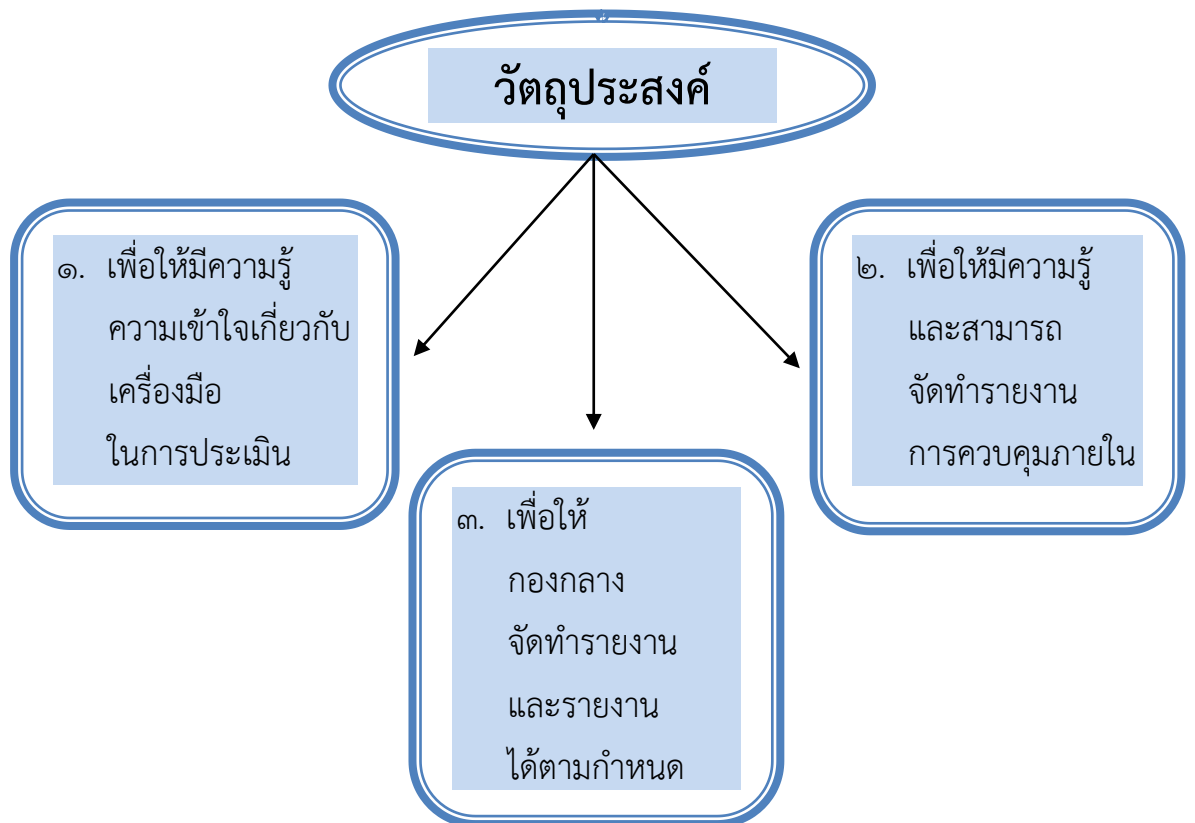 วัตถุประสงค์
๑. เพื่อให้มีความรู้
ความเข้าใจเกี่ยวกับ
เครื่องมือ
ในการประเมิน
๒. เพื่อให้มีความรู้
และสามารถ
จัดทำรายงาน
การควบคุมภายใน
๓. เพื่อให้
กองกลาง
จัดทำรายงาน
และรายงาน
ได้ตามกำหนด